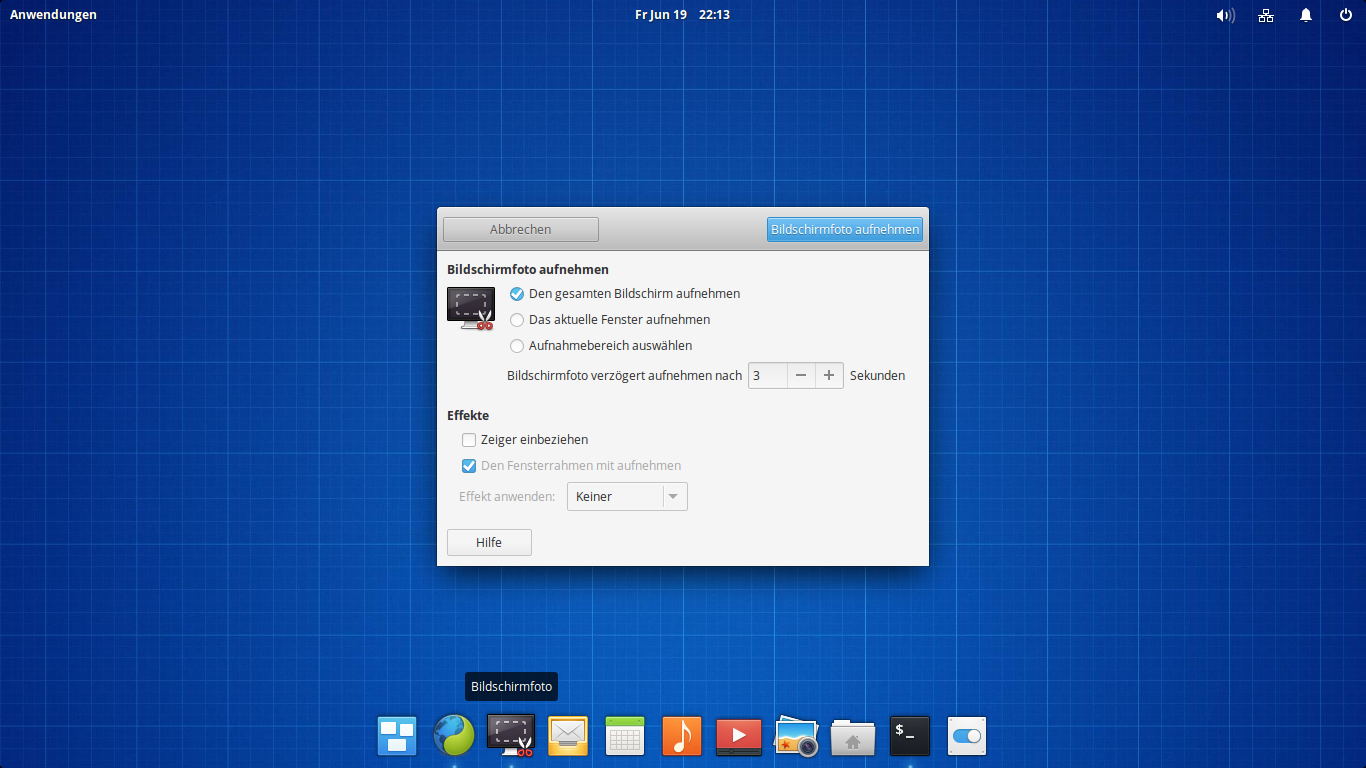 Anwendungen
Fr Jun 19 22:13
Abbrechen
Bildschirmfoto aufnehmen
Bildschirmfoto aufnehmen
Den gesamten Bildschirm aufnehmen
Das aktuelle Fenster aufnehmen
Aufnahmebereich auswählen
Bildschirmfoto verzögert aufnehmen nach 3 Sekunden
Effekte
Zeiger einbeziehen
Den Fensterrahmen mit aufnehmen
Effekt anwenden: Keiner
Hilfe
Bildschirmfoto
$_